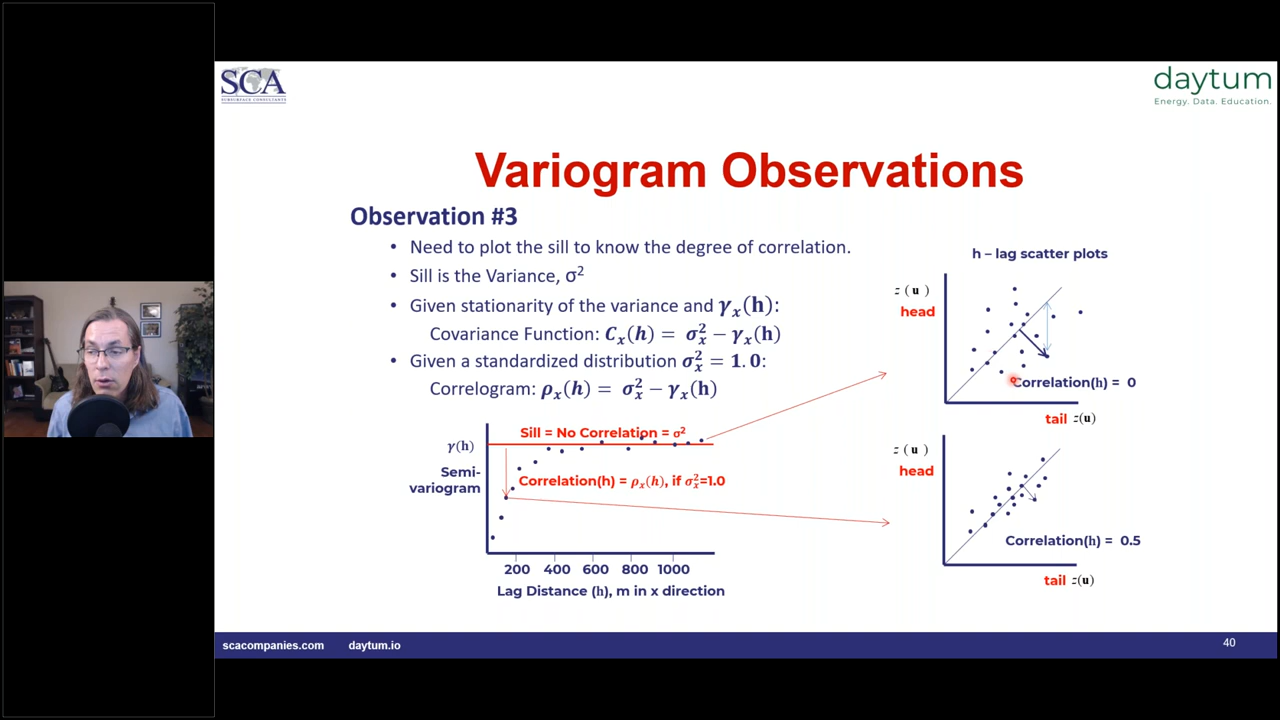 SCA
SUBSURFACE CONSULTANTS
daytum
Energy. Data. Education.
Variogram Observations
Observation #3
• Need to plot the sill to know the degree of correlation.
• Sill is the Variance, σ²
• Given stationarity of the variance and γₓ(h):
Covariance Function: Cₓ(h) = σₓ² − γₓ(h)
• Given a standardized distribution σₓ² = 1.0:
Correlogram: ρₓ(h) = σₓ² − γₓ(h)
γ(h)
Semi-
variogram
Sill = No Correlation = σ²
Correlation(h) = ρₓ(h), if σₓ²=1.0
200 400 600 800 1000
Lag Distance (h), m in x direction
h – lag scatter plots
z(u)
head
Correlation(h) = 0
tail z(u)
z(u)
head
Correlation(h) = 0.5
tail z(u)
scacompanies.com daytum.io
40